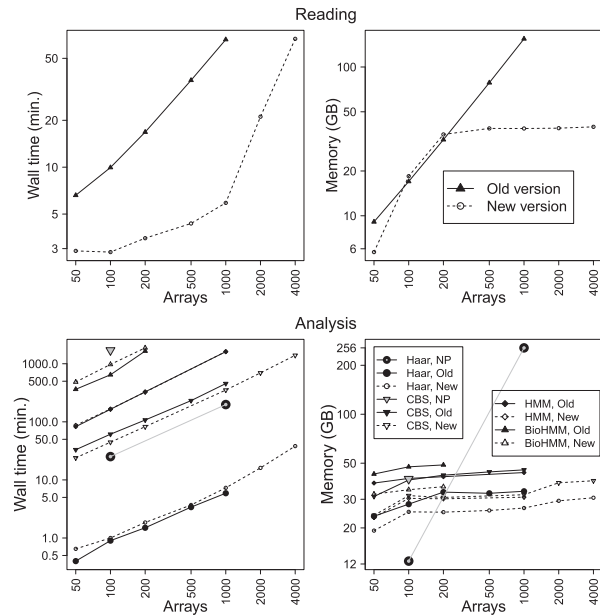 Reading
Wall time (min.)
50
20
10
5
3
50
100
200
500
1000
2000
4000
Arrays
Memory (GB)
100
50
20
10
6
Old version
New version
50
100
200
500
1000
2000
4000
Arrays
Analysis
Wall time (min.)
1000.0
500.0
100.0
50.0
10.0
5.0
1.0
0.5
50
100
200
500
1000
2000
4000
Arrays
Memory (GB)
256
200
100
50
30
20
12
Haar, NP
Haar, Old
Haar, New
CBS, NP
CBS, Old
CBS, New
HMM, Old
HMM, New
BioHMM, Old
BioHMM, New
50
100
200
500
1000
2000
4000
Arrays